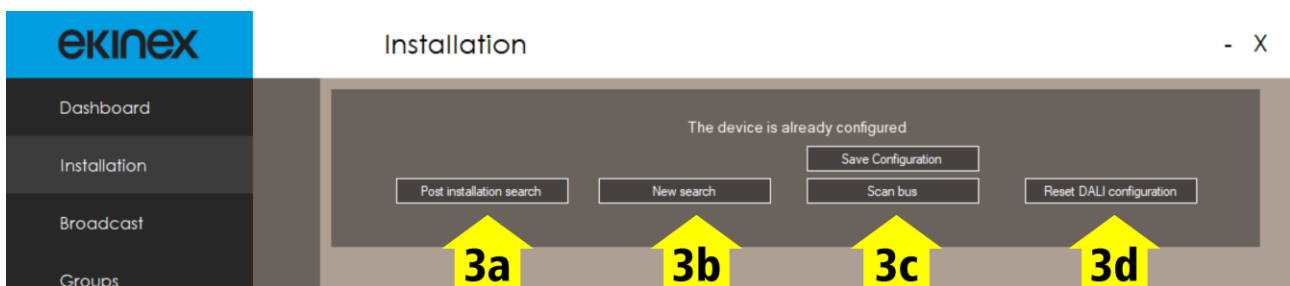 ekinex
Installation
- X
Dashboard
Installation
Broadcast
Groups
The device is already configured
Save Configuration
Post installation search
New search
Scan bus
Reset DALI configuration
3a
3b
3c
3d